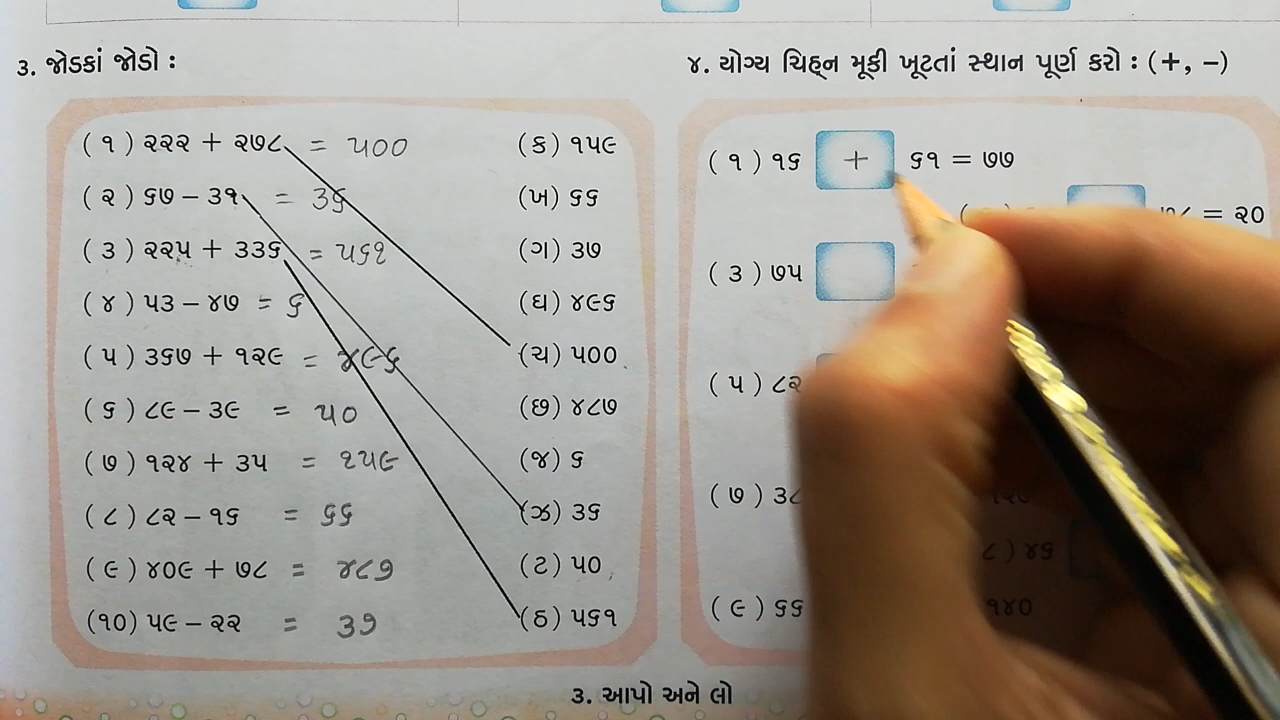 ૩. જોડકાં જોડો :
(૧) ૨૨૨ + ૨૭૮ = ૫૦૦
(૨) ૬૭ – ૩૧ = ૩૬
(૩) ૨૨૫ + ૩૩૬ = ૫૬૧
(૪) ૫૩ – ૪૭ = ૬
(૫) ૩૬૭ + ૧૨૯ = ૪૯૬
(૬) ૮૯ – ૩૯ = ૫૦
(૭) ૧૨૪ + ૩૫ = ૧૫૯
(૮) ૮૨ – ૧૬ = ૬૬
(૯) ૪૦૯ + ૭૮ = ૪૮૭
(૧૦) ૫૯ – ૨૨ = ૩૭
(ક) ૧૫૯
(ખ) ૬૬
(ગ) ૩૭
(ઘ) ૪૯૬
(ચ) ૫૦૦
(છ) ૪૮૭
(જ) ૬
(ઝ) ૩૬
(ટ) ૫૦
(ઠ) ૫૬૧
૪. યોગ્ય ચિહ્ન મૂકી ખૂટતાં સ્થાન પૂર્ણ કરો : (+, –)
(૧) ૧૬ + ૬૧ = ૭૭
= ૨૦
(૩) ૭૫
(૫) ૮૨
(૭) ૩૮
૮) ૪૬
(૯) ૬૬
૧૪૦
૩. આપો અને લો